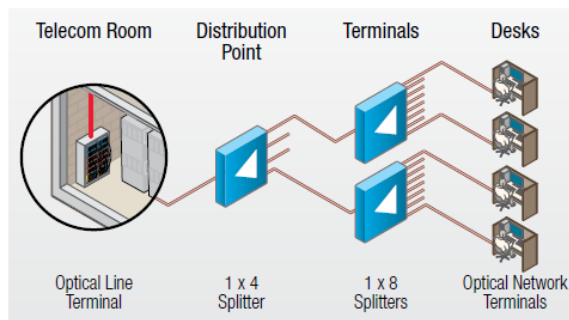 Telecom Room
Distribution
Point
Terminals
Desks
Optical Line
Terminal
1 x 4
Splitter
1 x 8
Splitters
Optical Network
Terminals